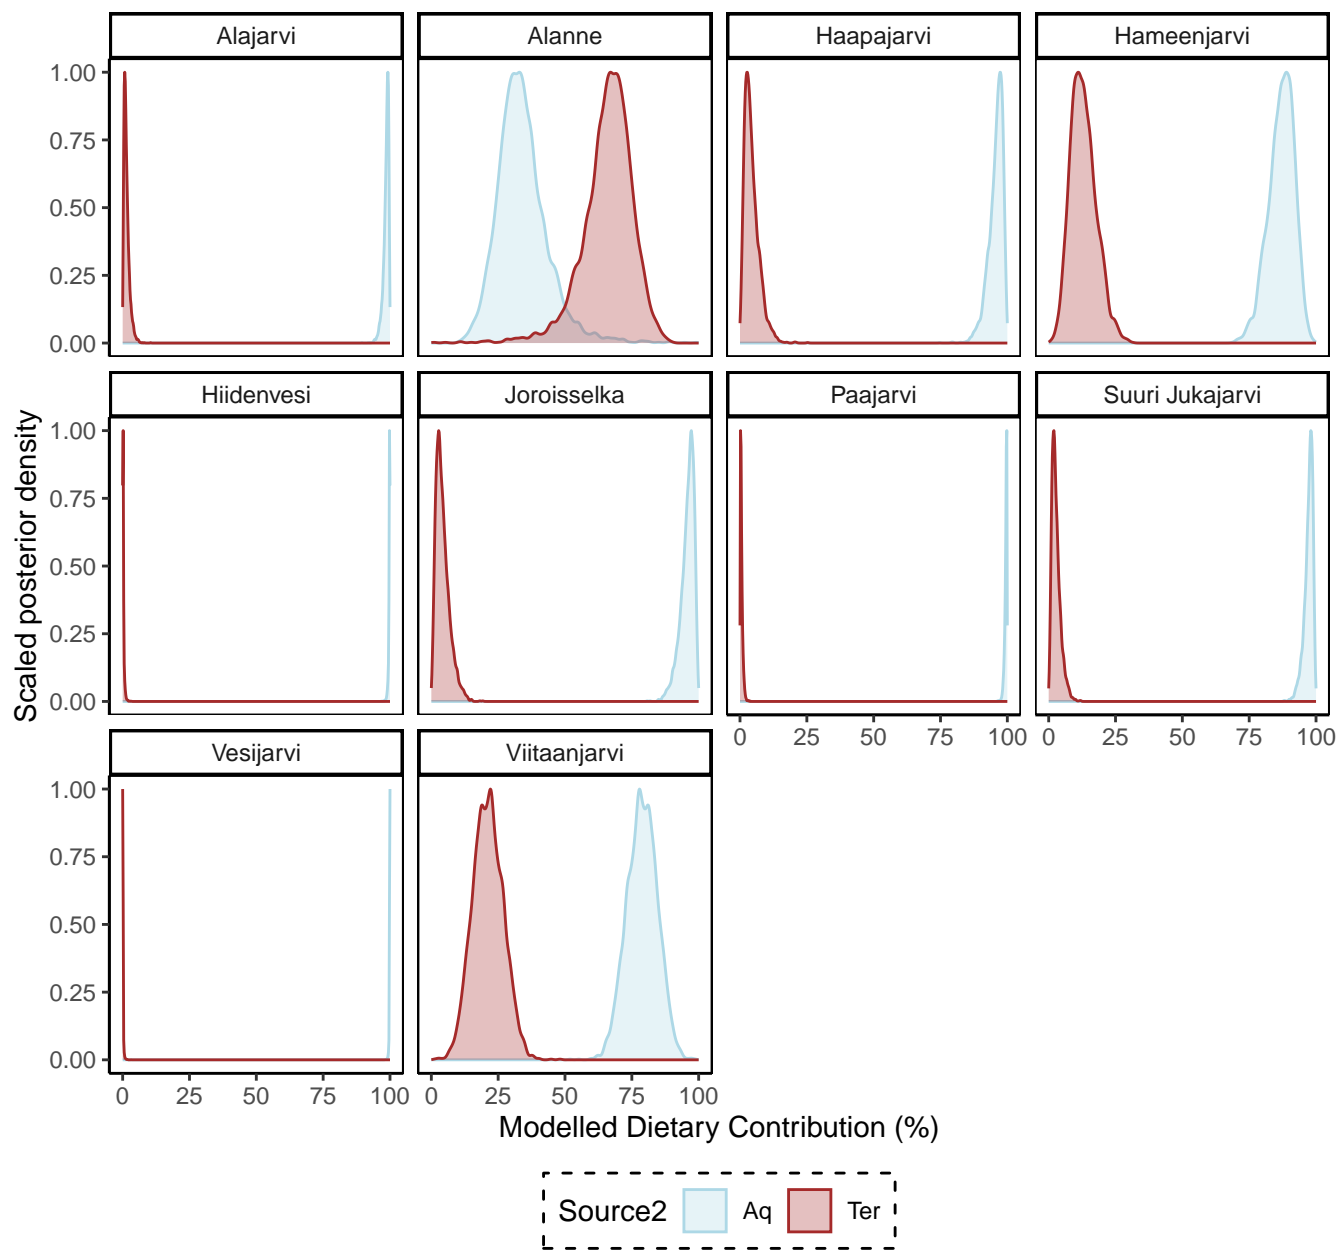 Alajarvi Alanne Haapajarvi Hameenjarvi
1.00
0.75
0.50
0.25
0.00
Hiidenvesi Joroisselka Paajarvi Suuri Jukajarvi
1.00
0.75
0.50
0.25
0.00
0 25 50 75 100 0 25 50 75 100
Vesijarvi Viitaanjarvi
1.00
0.75
0.50
0.25
0.00
0 25 50 75 100 0 25 50 75 100
Scaled posterior density
Modelled Dietary Contribution (%)
Source2 Aq Ter